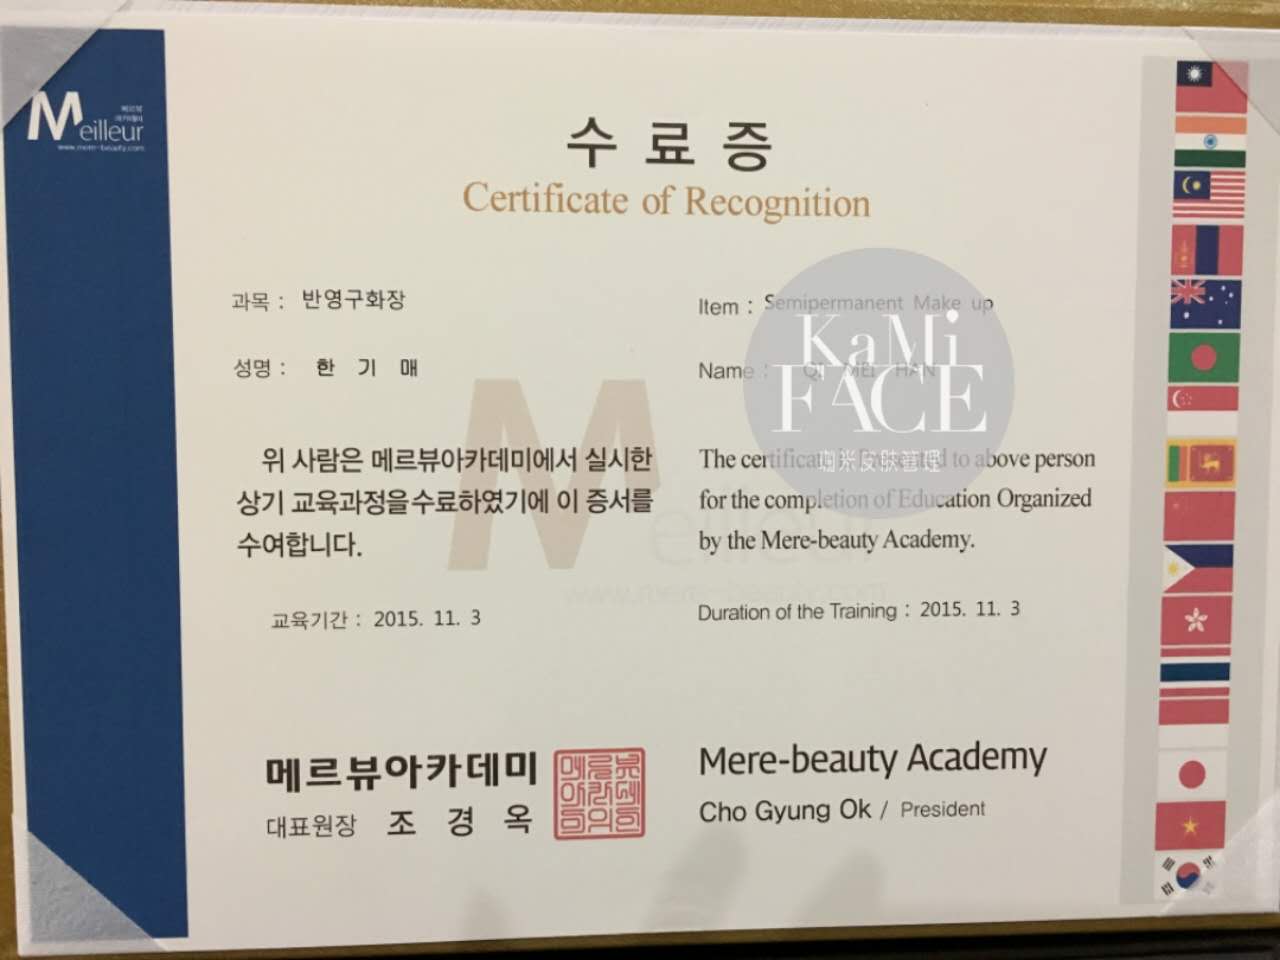 메르뷰
아카데미
Meilleur
www.mere-beauty.com
수료증
Certificate of Recognition
과목 : 반영구화장
Item : Semipermanent Make up
성명 : 한 기 매
Name : QI MEI HAN
KaMi
FACE
咖米皮肤管理
위 사람은 메르뷰아카데미에서 실시한
상기 교육과정을수료하였기에 이 증서를
수여합니다.
The certificate Presented to above person
for the completion of Education Organized
by the Mere-beauty Academy.
Meilleur
www.mere-beauty.com
교육기간 : 2015. 11. 3
Duration of the Training : 2015. 11. 3
메르뷰아카데미
대표원장 조 경 옥
Mere-beauty Academy
Cho Gyung Ok / President